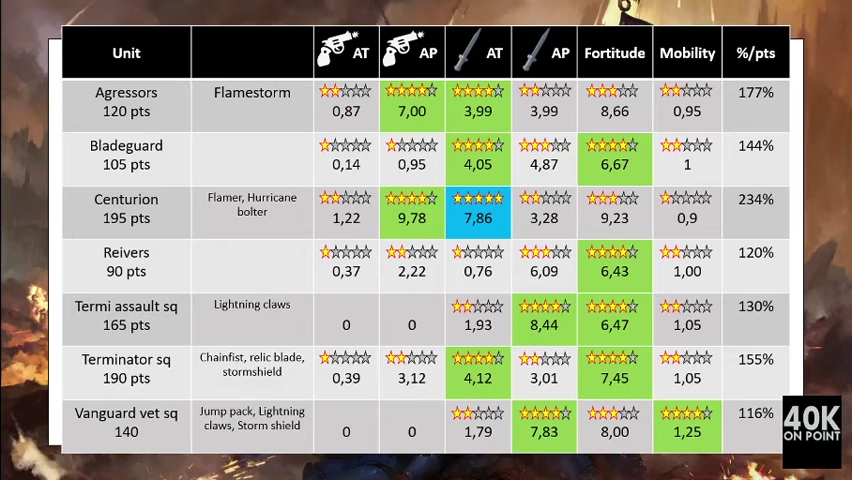 Unit AT AP AT AP Fortitude Mobility %/pts
Agressors Flamestorm 177%
120 pts 0,87 7,00 3,99 3,99 8,66 0,95
Bladeguard 144%
105 pts 0,14 0,95 4,05 4,87 6,67 1
Centurion Flamer, Hurricane 234%
195 pts bolter 1,22 9,78 7,86 3,28 9,23 0,9
Reivers 120%
90 pts 0,37 2,22 0,76 6,09 6,43 1,00
Termi assault sq Lightning claws 130%
165 pts 0 0 1,93 8,44 6,47 1,05
Terminator sq Chainfist, relic blade, 155%
190 pts stormshield 0,39 3,12 4,12 3,01 7,45 1,05
Vanguard vet sq Jump pack, Lightning 116%
140 claws, Storm shield 0 0 1,79 7,83 8,00 1,25
40K
ON POINT